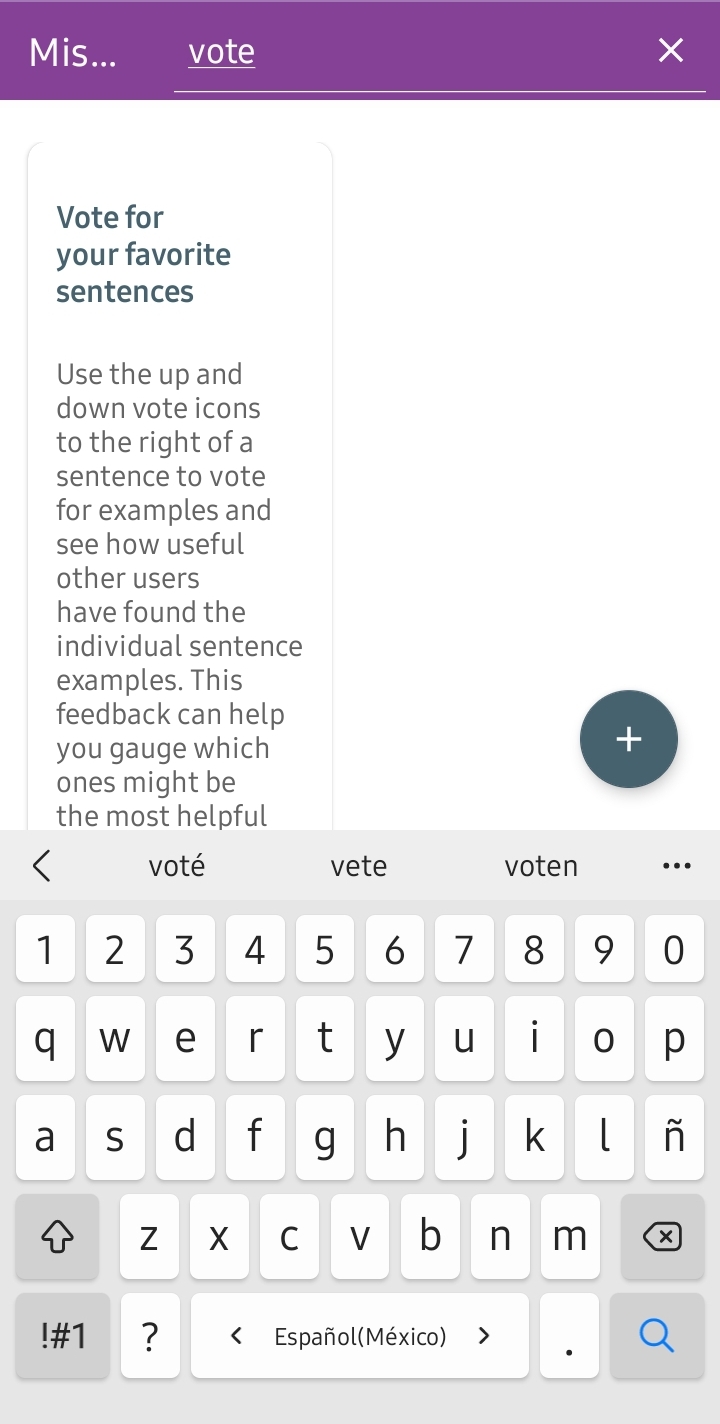 Mis... vote
Vote for
your favorite
sentences
Use the up and
down vote icons
to the right of a
sentence to vote
for examples and
see how useful
other users
have found the
individual sentence
examples. This
feedback can help
you gauge which
ones might be
the most helpful
voté vete voten
1 2 3 4 5 6 7 8 9 0
q w e r t y u i o p
a s d f g h j k l ñ
z x c v b n m
!#1 ? Español(México) .